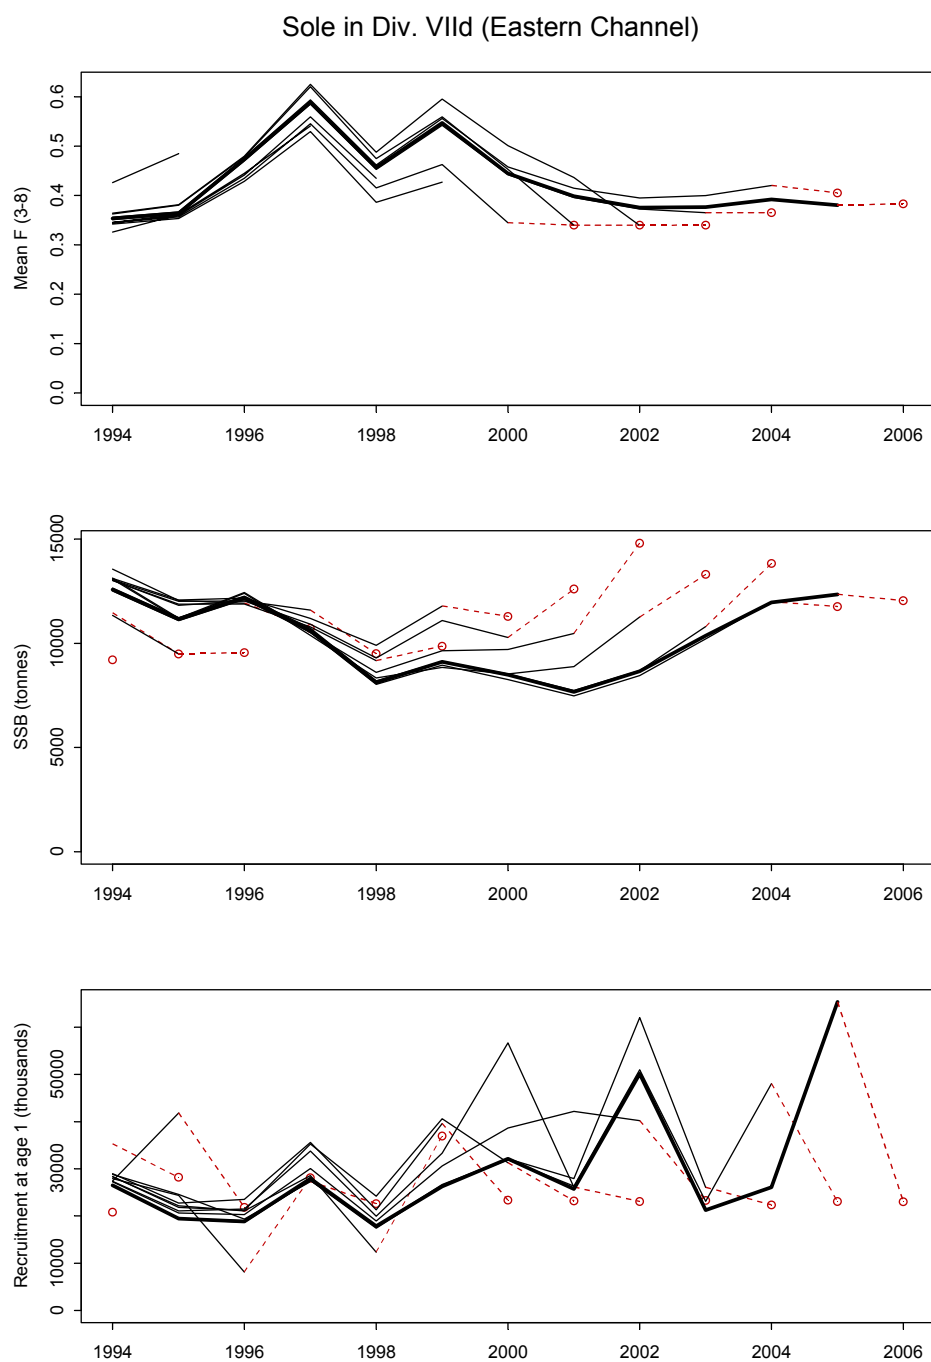 Sole in Div. VIId (Eastern Channel)
Mean F (3-8)
0.6
0.5
0.4
0.3
0.2
0.1
0.0
1994 1996 1998 2000 2002 2004 2006
SSB (tonnes)
15000
10000
5000
0
1994 1996 1998 2000 2002 2004 2006
Recruitment at age 1 (thousands)
50000
30000
10000
0
1994 1996 1998 2000 2002 2004 2006